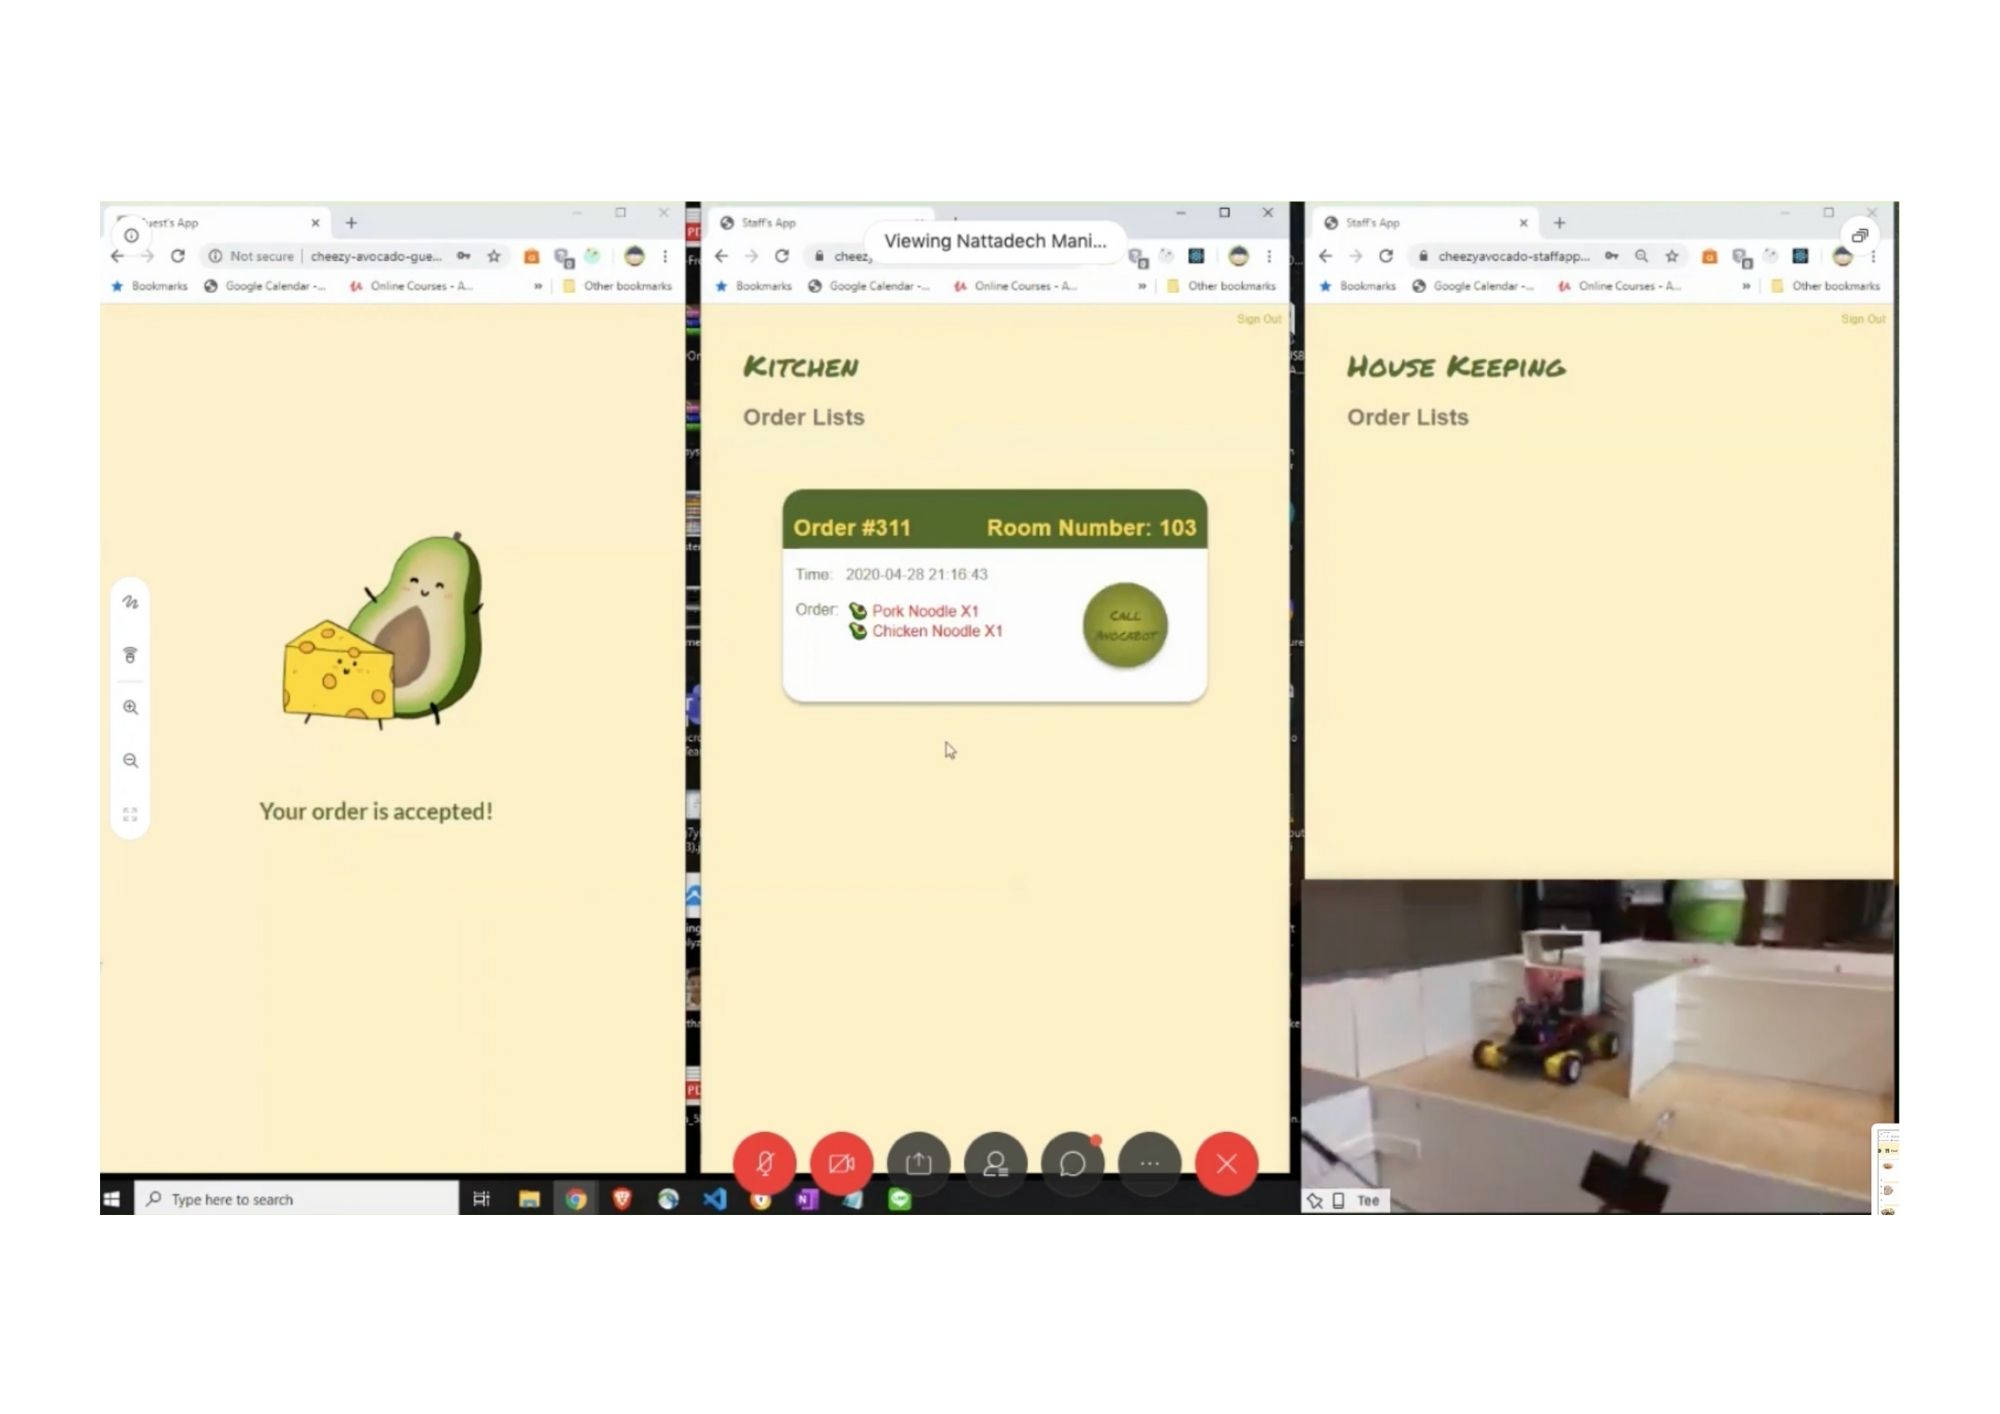 uest's App
Not secure | cheezy-avocado-gue...
Bookmarks Google Calendar -... Online Courses - A... » Other bookmarks
Your order is accepted!
Staff's App
Viewing Nattadech Mani...
cheez
Bookmarks Google Calendar -... Online Courses - A... » Other bookmarks
Sign Out
KITCHEN
Order Lists
Order #311 Room Number: 103
Time: 2020-04-28 21:16:43
Order: Pork Noodle X1
Chicken Noodle X1
CALL
AVOCABOT
Staff's App
cheezyavocado-staffapp...
Bookmarks Google Calendar -... Online Courses - A... » Other bookmarks
Sign Out
HOUSE KEEPING
Order Lists
Tee
Type here to search